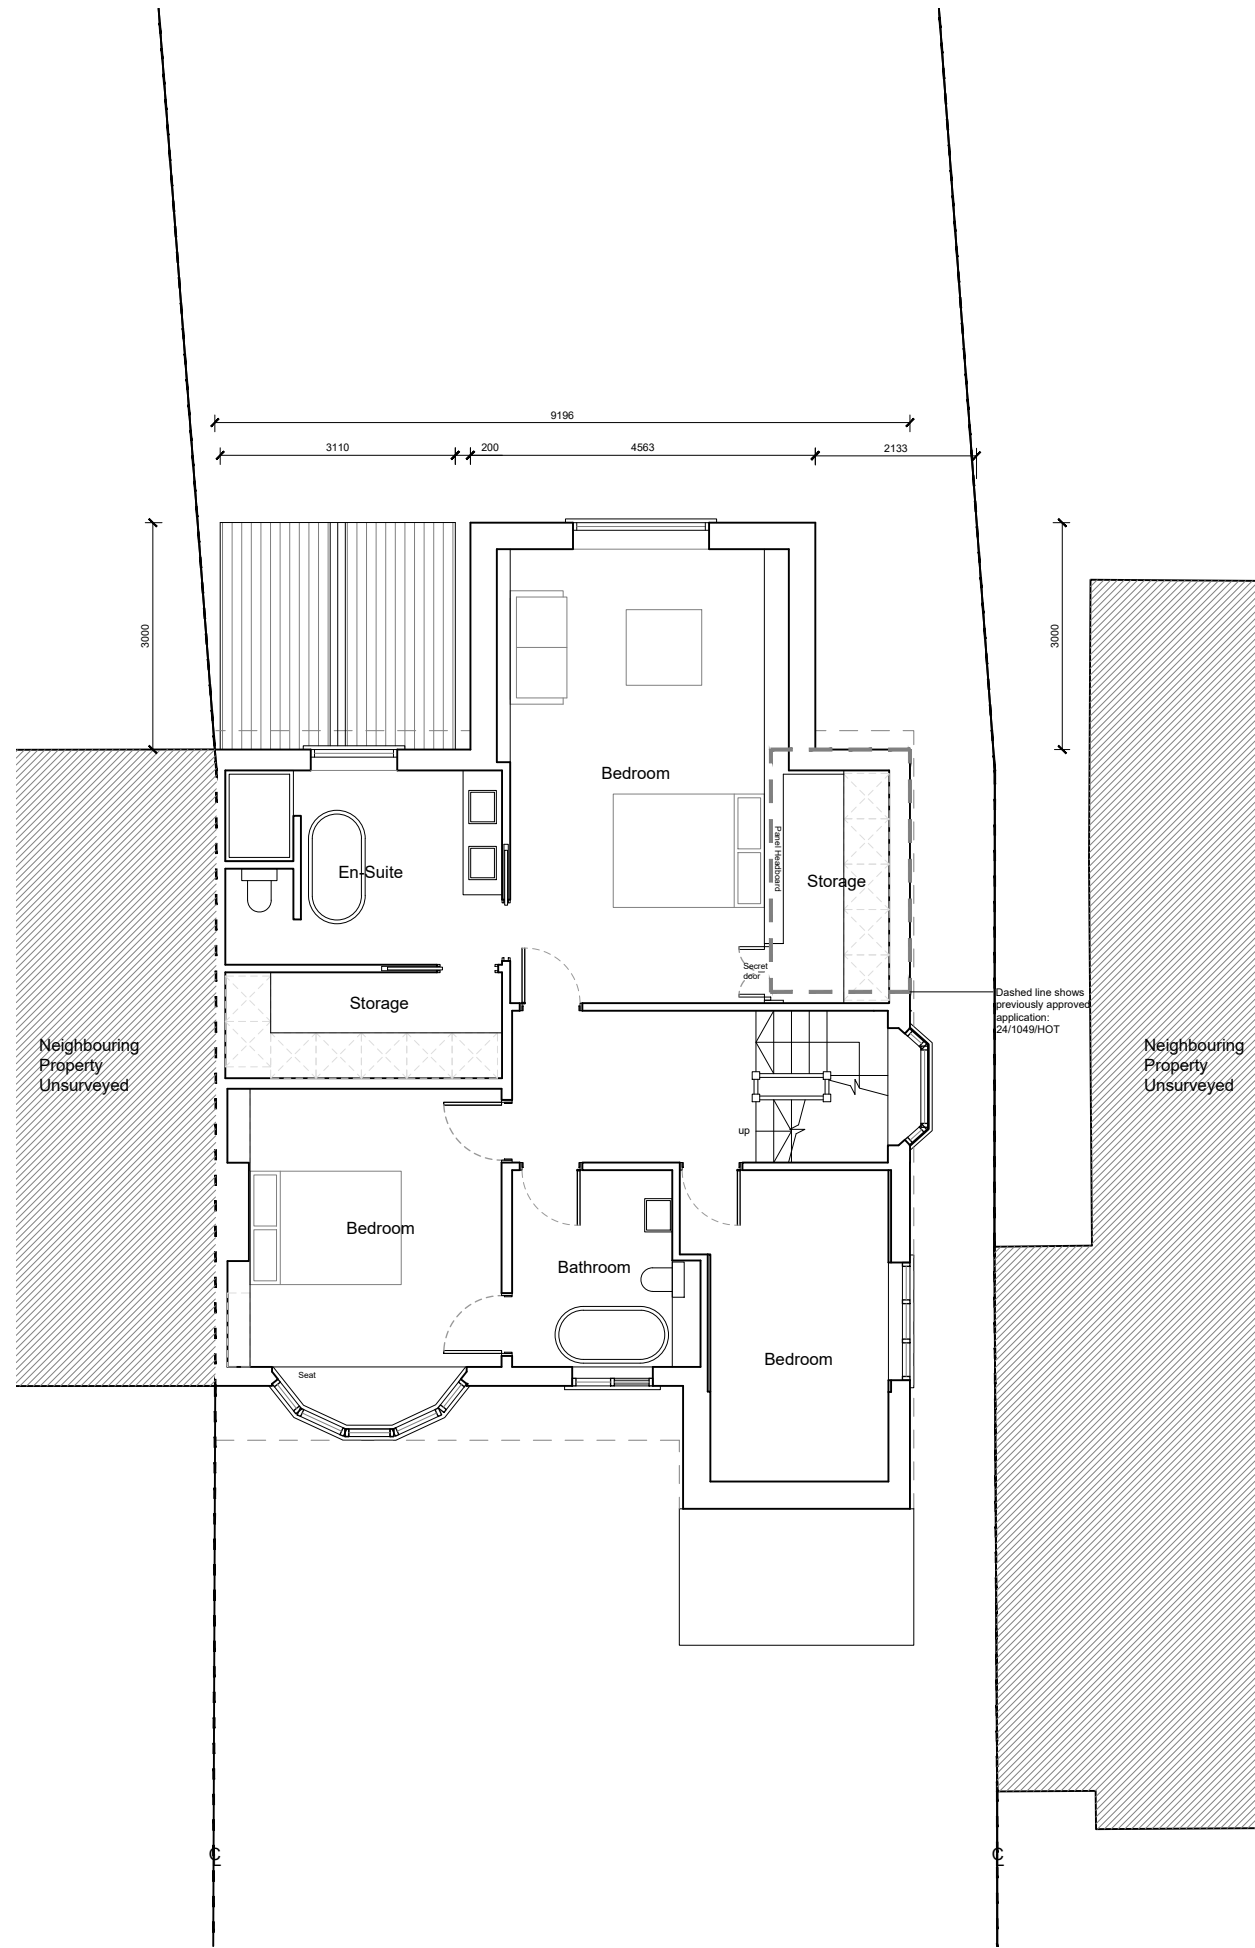 9196
3110
200
4563
2133
3000
3000
Bedroom
Panel Headboard
En-Suite
Storage
Secret
door
Storage
Dashed line shows
previously approved
application:
24/1049/HOT
Neighbouring
Property
Unsurveyed
Neighbouring
Property
Unsurveyed
up
Bedroom
Bathroom
Bedroom
Seat
C
C